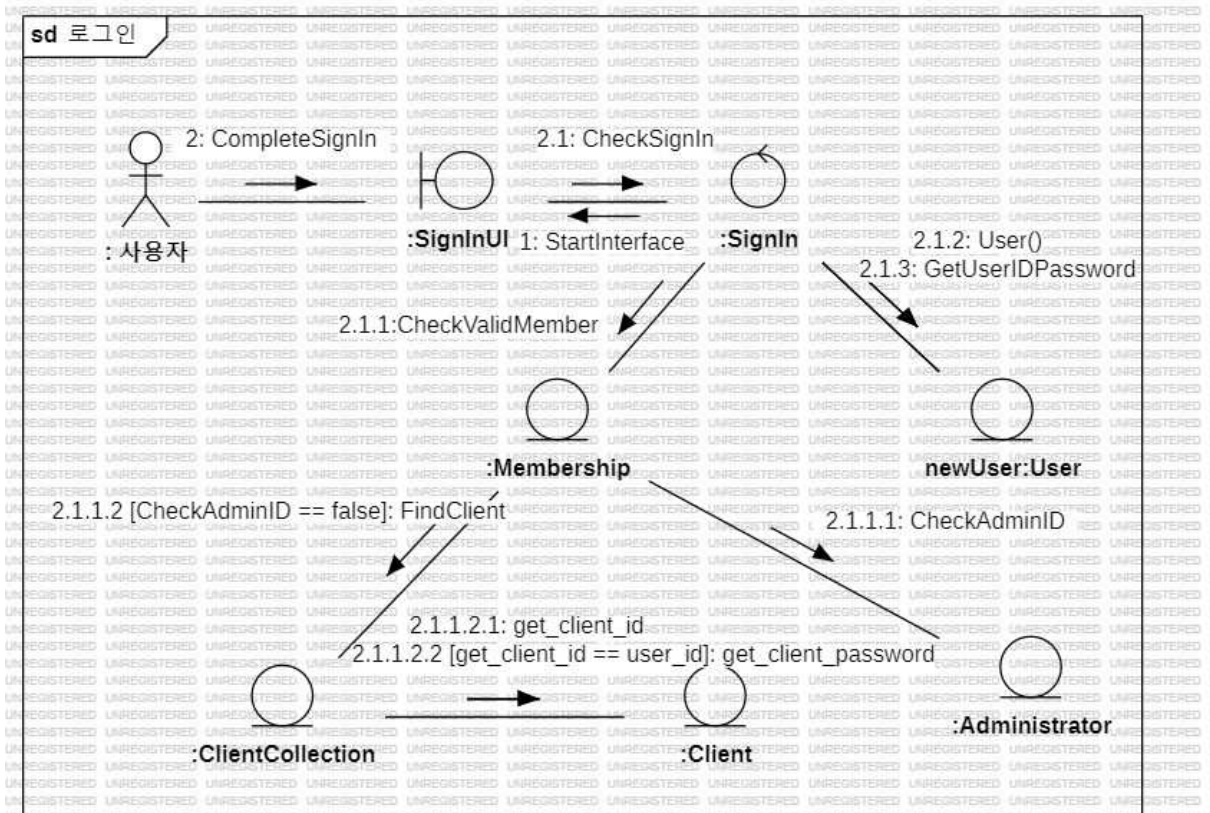 sd 로그인
2: CompleteSignIn
2.1: CheckSignIn
: 사용자
:SignInUI
1: StartInterface
:SignIn
2.1.2: User()
2.1.3: GetUserIDPassword
2.1.1:CheckValidMember
:Membership
newUser:User
2.1.1.2 [CheckAdminID == false]: FindClient
2.1.1.1: CheckAdminID
2.1.1.2.1: get_client_id
2.1.1.2.2 [get_client_id == user_id]: get_client_password
:Administrator
:ClientCollection
:Client
UNREGISTERED